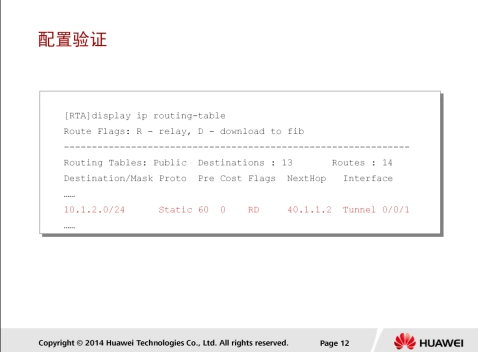 配置验证
[RTA]display ip routing-table
Route Flags: R - relay, D - download to fib
----------------------------------------------------------------
Routing Tables: Public Destinations : 13 Routes : 14
Destination/Mask Proto Pre Cost Flags NextHop Interface
……
10.1.2.0/24 Static 60 0 RD 40.1.1.2 Tunnel 0/0/1
……
Copyright © 2014 Huawei Technologies Co., Ltd. All rights reserved. Page 12 HUAWEI